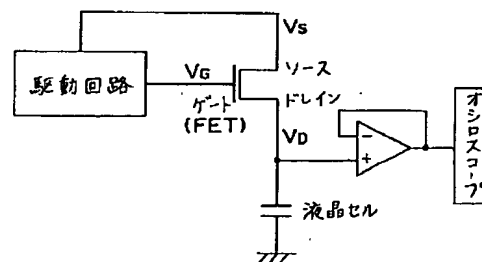 Vs
駆動回路
VG
ソース
ゲート
(FET)
ドレイン
VD
−
+
オシロスコープ
液晶セル